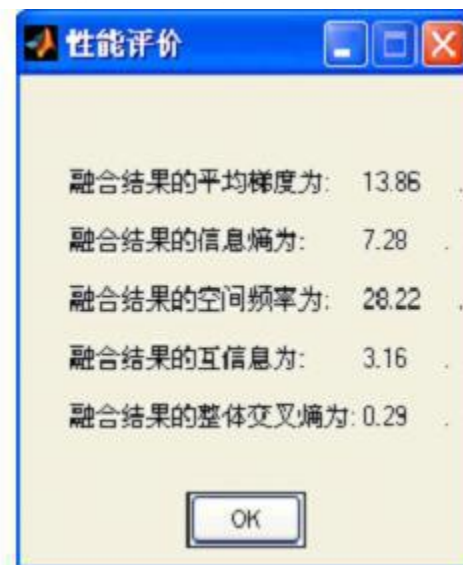 性能评价
融合结果的平均梯度为: 13.86 .
融合结果的信息熵为: 7.28 .
融合结果的空间频率为: 28.22 .
融合结果的互信息为: 3.16 .
融合结果的整体交叉熵为: 0.29 .
OK